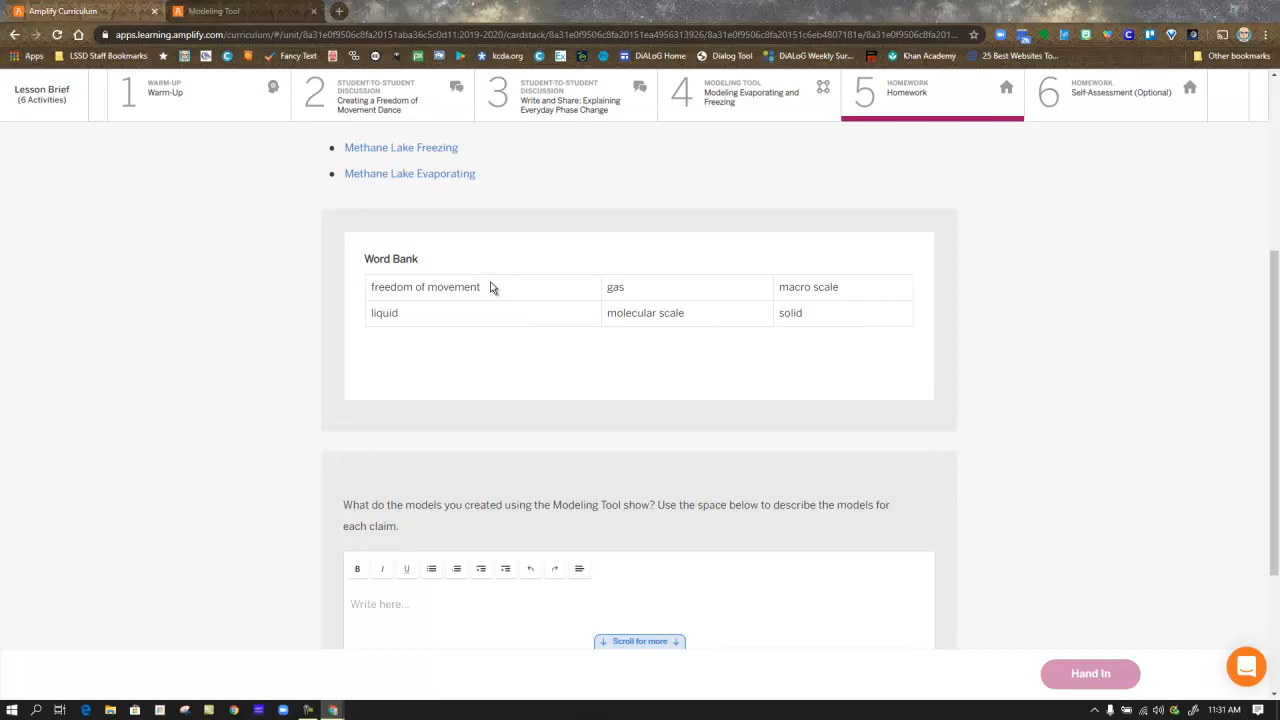 Amplify Curriculum
Modeling Tool
apps.learning.amplify.com/curriculum/#/unit/8a31e0f9506c8fa20151aba36c5c0d11:2019-2020/cardstack/8a31e0f9506c8fa20151ea4956313926/8a31e0f9506c8fa20151c6eb4807181e/8a31e0f9506c8fa201...
Apps
LSSD Staff Bookmarks
Fancy Text
kcda.org
DiALoG Home
Dialog Tool
DiALoG Weekly Sur...
Khan Academy
25 Best Websites To...
Other bookmarks
Lesson Brief
(6 Activities)
1
WARM-UP
Warm-Up
2
STUDENT-TO-STUDENT
DISCUSSION
Creating a Freedom of
Movement Dance
3
STUDENT-TO-STUDENT
DISCUSSION
Write and Share: Explaining
Everyday Phase Change
4
MODELING TOOL
Modeling Evaporating and
Freezing
5
HOMEWORK
Homework
6
HOMEWORK
Self-Assessment (Optional)
Methane Lake Freezing
Methane Lake Evaporating
Word Bank
freedom of movement gas macro scale
liquid molecular scale solid
What do the models you created using the Modeling Tool show? Use the space below to describe the models for
each claim.
B I U
Write here...
Scroll for more
Hand In
11:31 AM